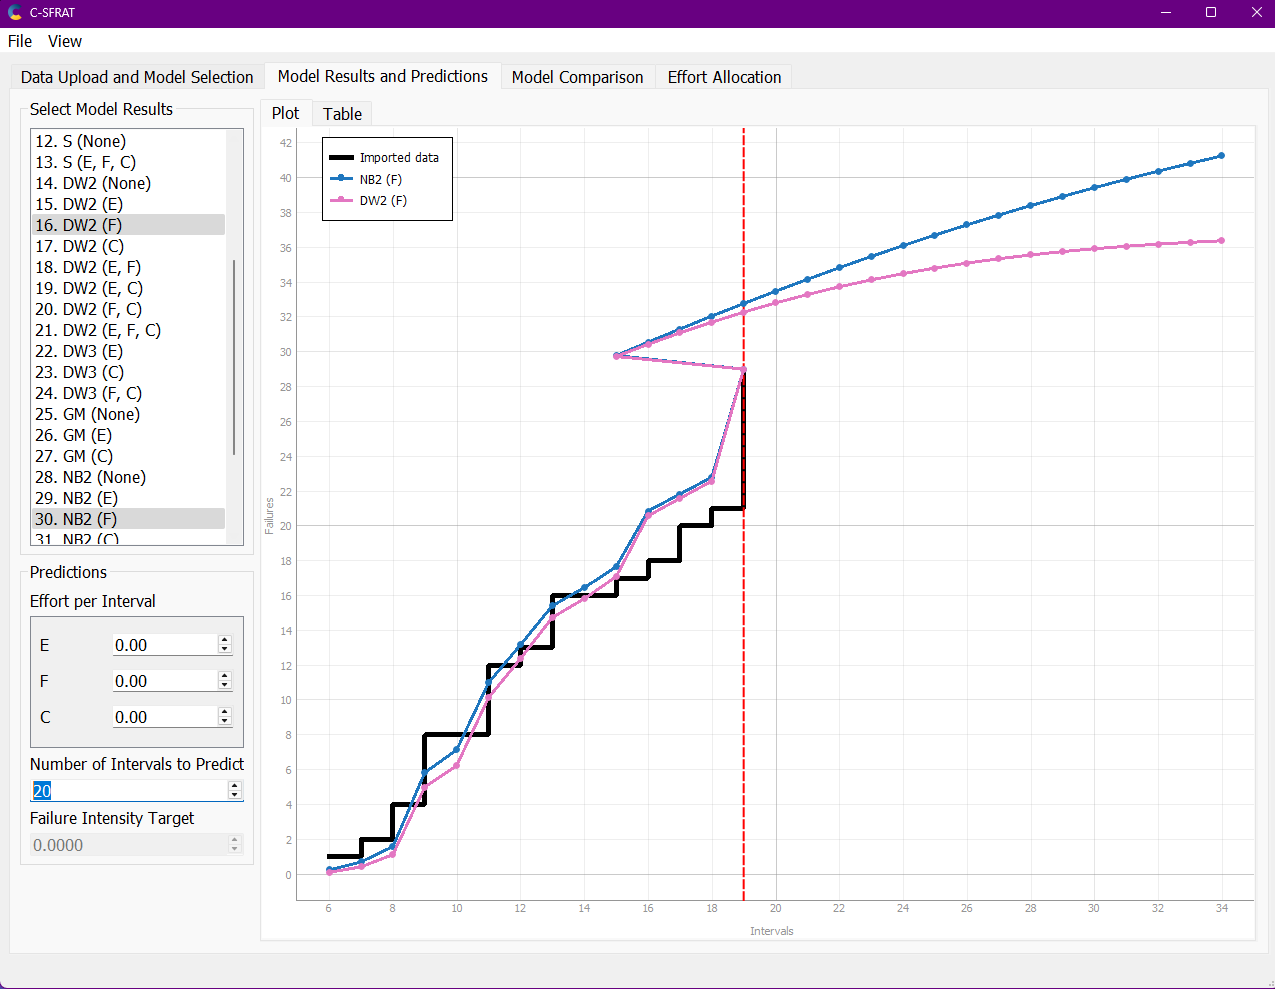 C-SFRAT
File View
Data Upload and Model Selection Model Results and Predictions Model Comparison Effort Allocation
Select Model Results
12. S (None)
13. S (E, F, C)
14. DW2 (None)
15. DW2 (E)
16. DW2 (F)
17. DW2 (C)
18. DW2 (E, F)
19. DW2 (E, C)
20. DW2 (F, C)
21. DW2 (E, F, C)
22. DW3 (E)
23. DW3 (C)
24. DW3 (F, C)
25. GM (None)
26. GM (E)
27. GM (C)
28. NB2 (None)
29. NB2 (E)
30. NB2 (F)
31. NB2 (C)
Predictions
Effort per Interval
E 0.00
F 0.00
C 0.00
Number of Intervals to Predict
20
Failure Intensity Target
0.0000
Plot Table
Imported data
NB2 (F)
DW2 (F)
42
40
38
36
34
32
30
28
26
24
22
20
18
16
14
12
10
8
6
4
2
0
Failures
6 8 10 12 14 16 18 20 22 24 26 28 30 32 34
Intervals